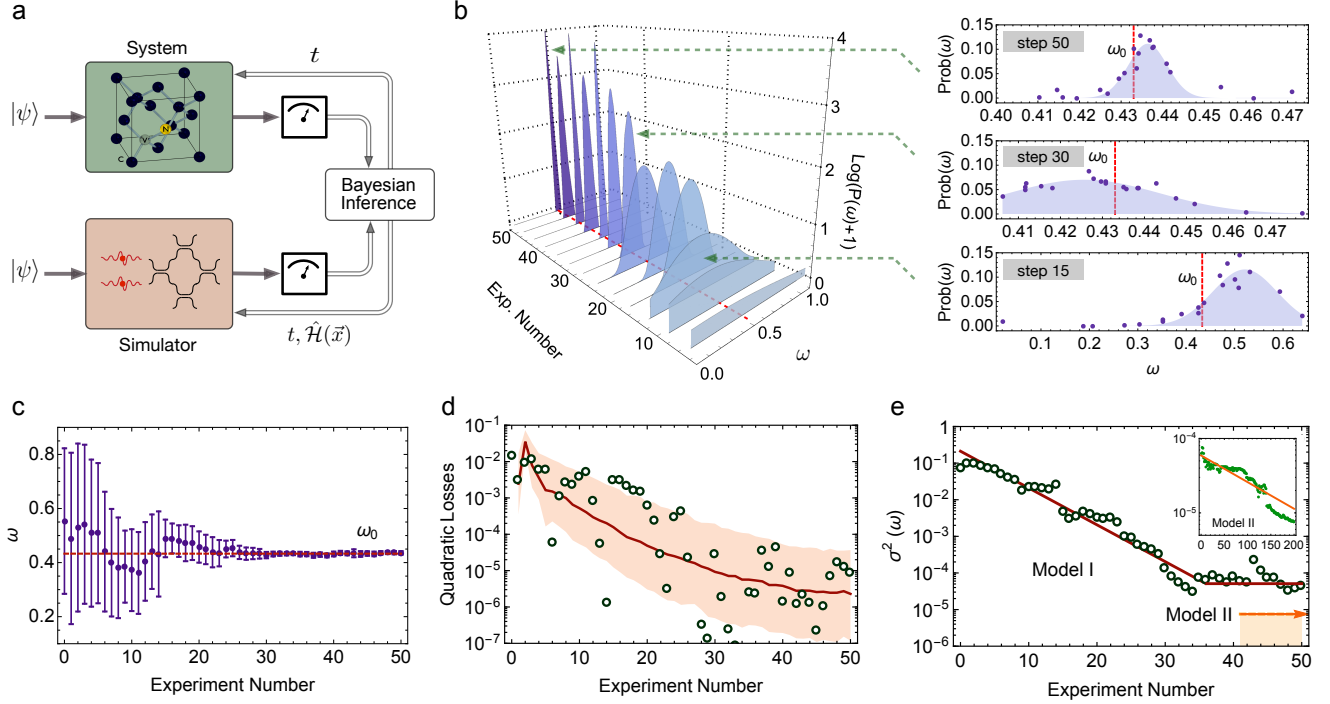 a
System
|ψ⟩
C
V
N
t
Bayesian
Inference
|ψ⟩
Simulator
t, Ĥ(x⃗)
b
Log(P(ω)+1)
4
3
2
1
0
50
40
30
20
10
Exp. Number
0.0
0.5
1.0
ω
step 50
ω₀
Prob(ω)
0.15
0.10
0.05
0.00
0.40 0.42 0.43 0.44 0.45 0.46 0.47
step 30
ω₀
Prob(ω)
0.15
0.10
0.05
0
0.41 0.42 0.43 0.44 0.45 0.46 0.47
step 15
ω₀
Prob(ω)
0.15
0.10
0.05
0.00
0.1 0.2 0.3 0.4 0.5 0.6
ω
c
ω
0.8
0.6
0.4
0.2
ω₀
0 10 20 30 40 50
Experiment Number
d
Quadratic Losses
10⁻¹
10⁻²
10⁻³
10⁻⁴
10⁻⁵
10⁻⁶
10⁻⁷
0 10 20 30 40 50
Experiment Number
e
σ² (ω)
1
10⁻¹
10⁻²
10⁻³
10⁻⁴
10⁻⁵
10⁻⁶
Model I
Model II
10⁻⁴
10⁻⁵
Model II
0 50 100 150 200
0 10 20 30 40 50
Experiment Number